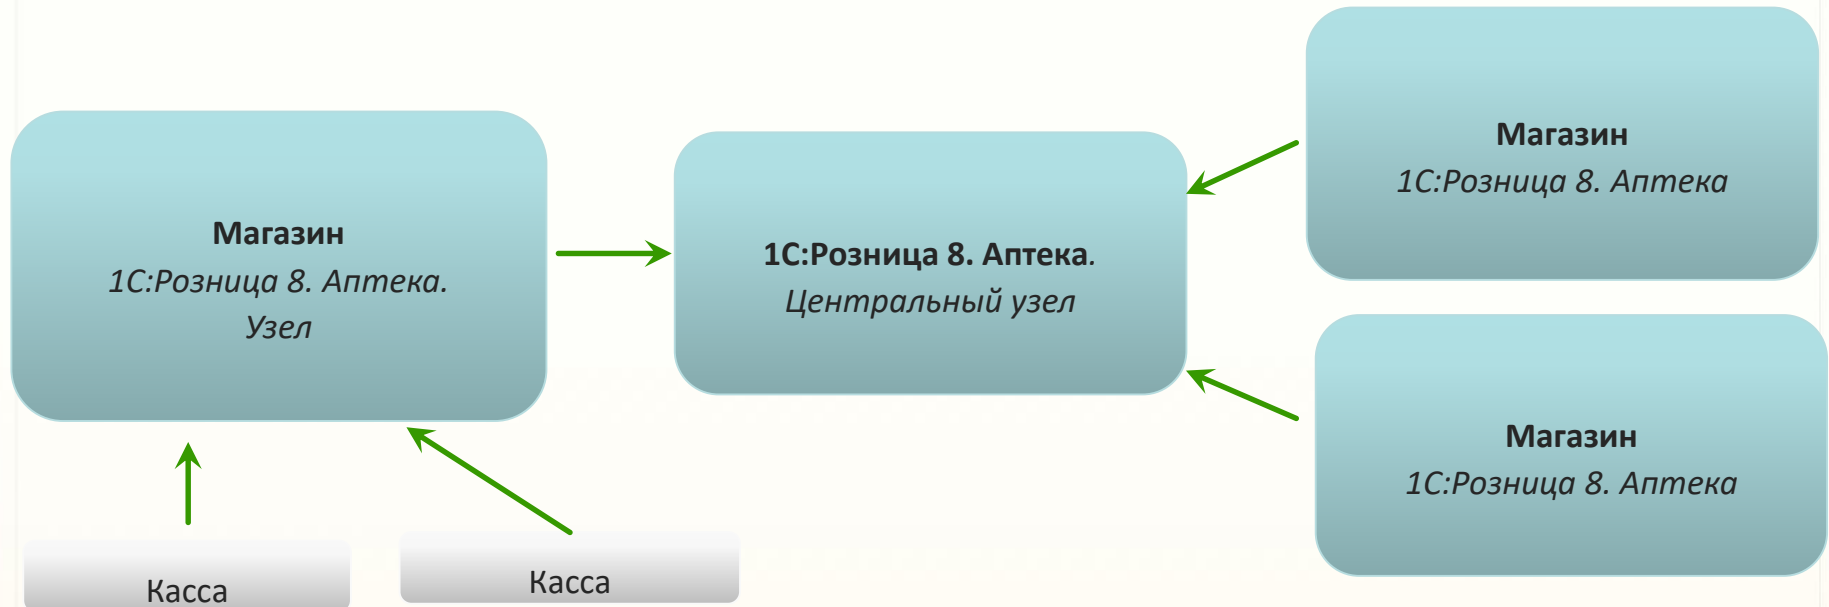 Магазин
1С:Розница 8. Аптека.
Узел
1С:Розница 8. Аптека.
Центральный узел
Магазин
1С:Розница 8. Аптека
Магазин
1С:Розница 8. Аптека
Касса
Касса